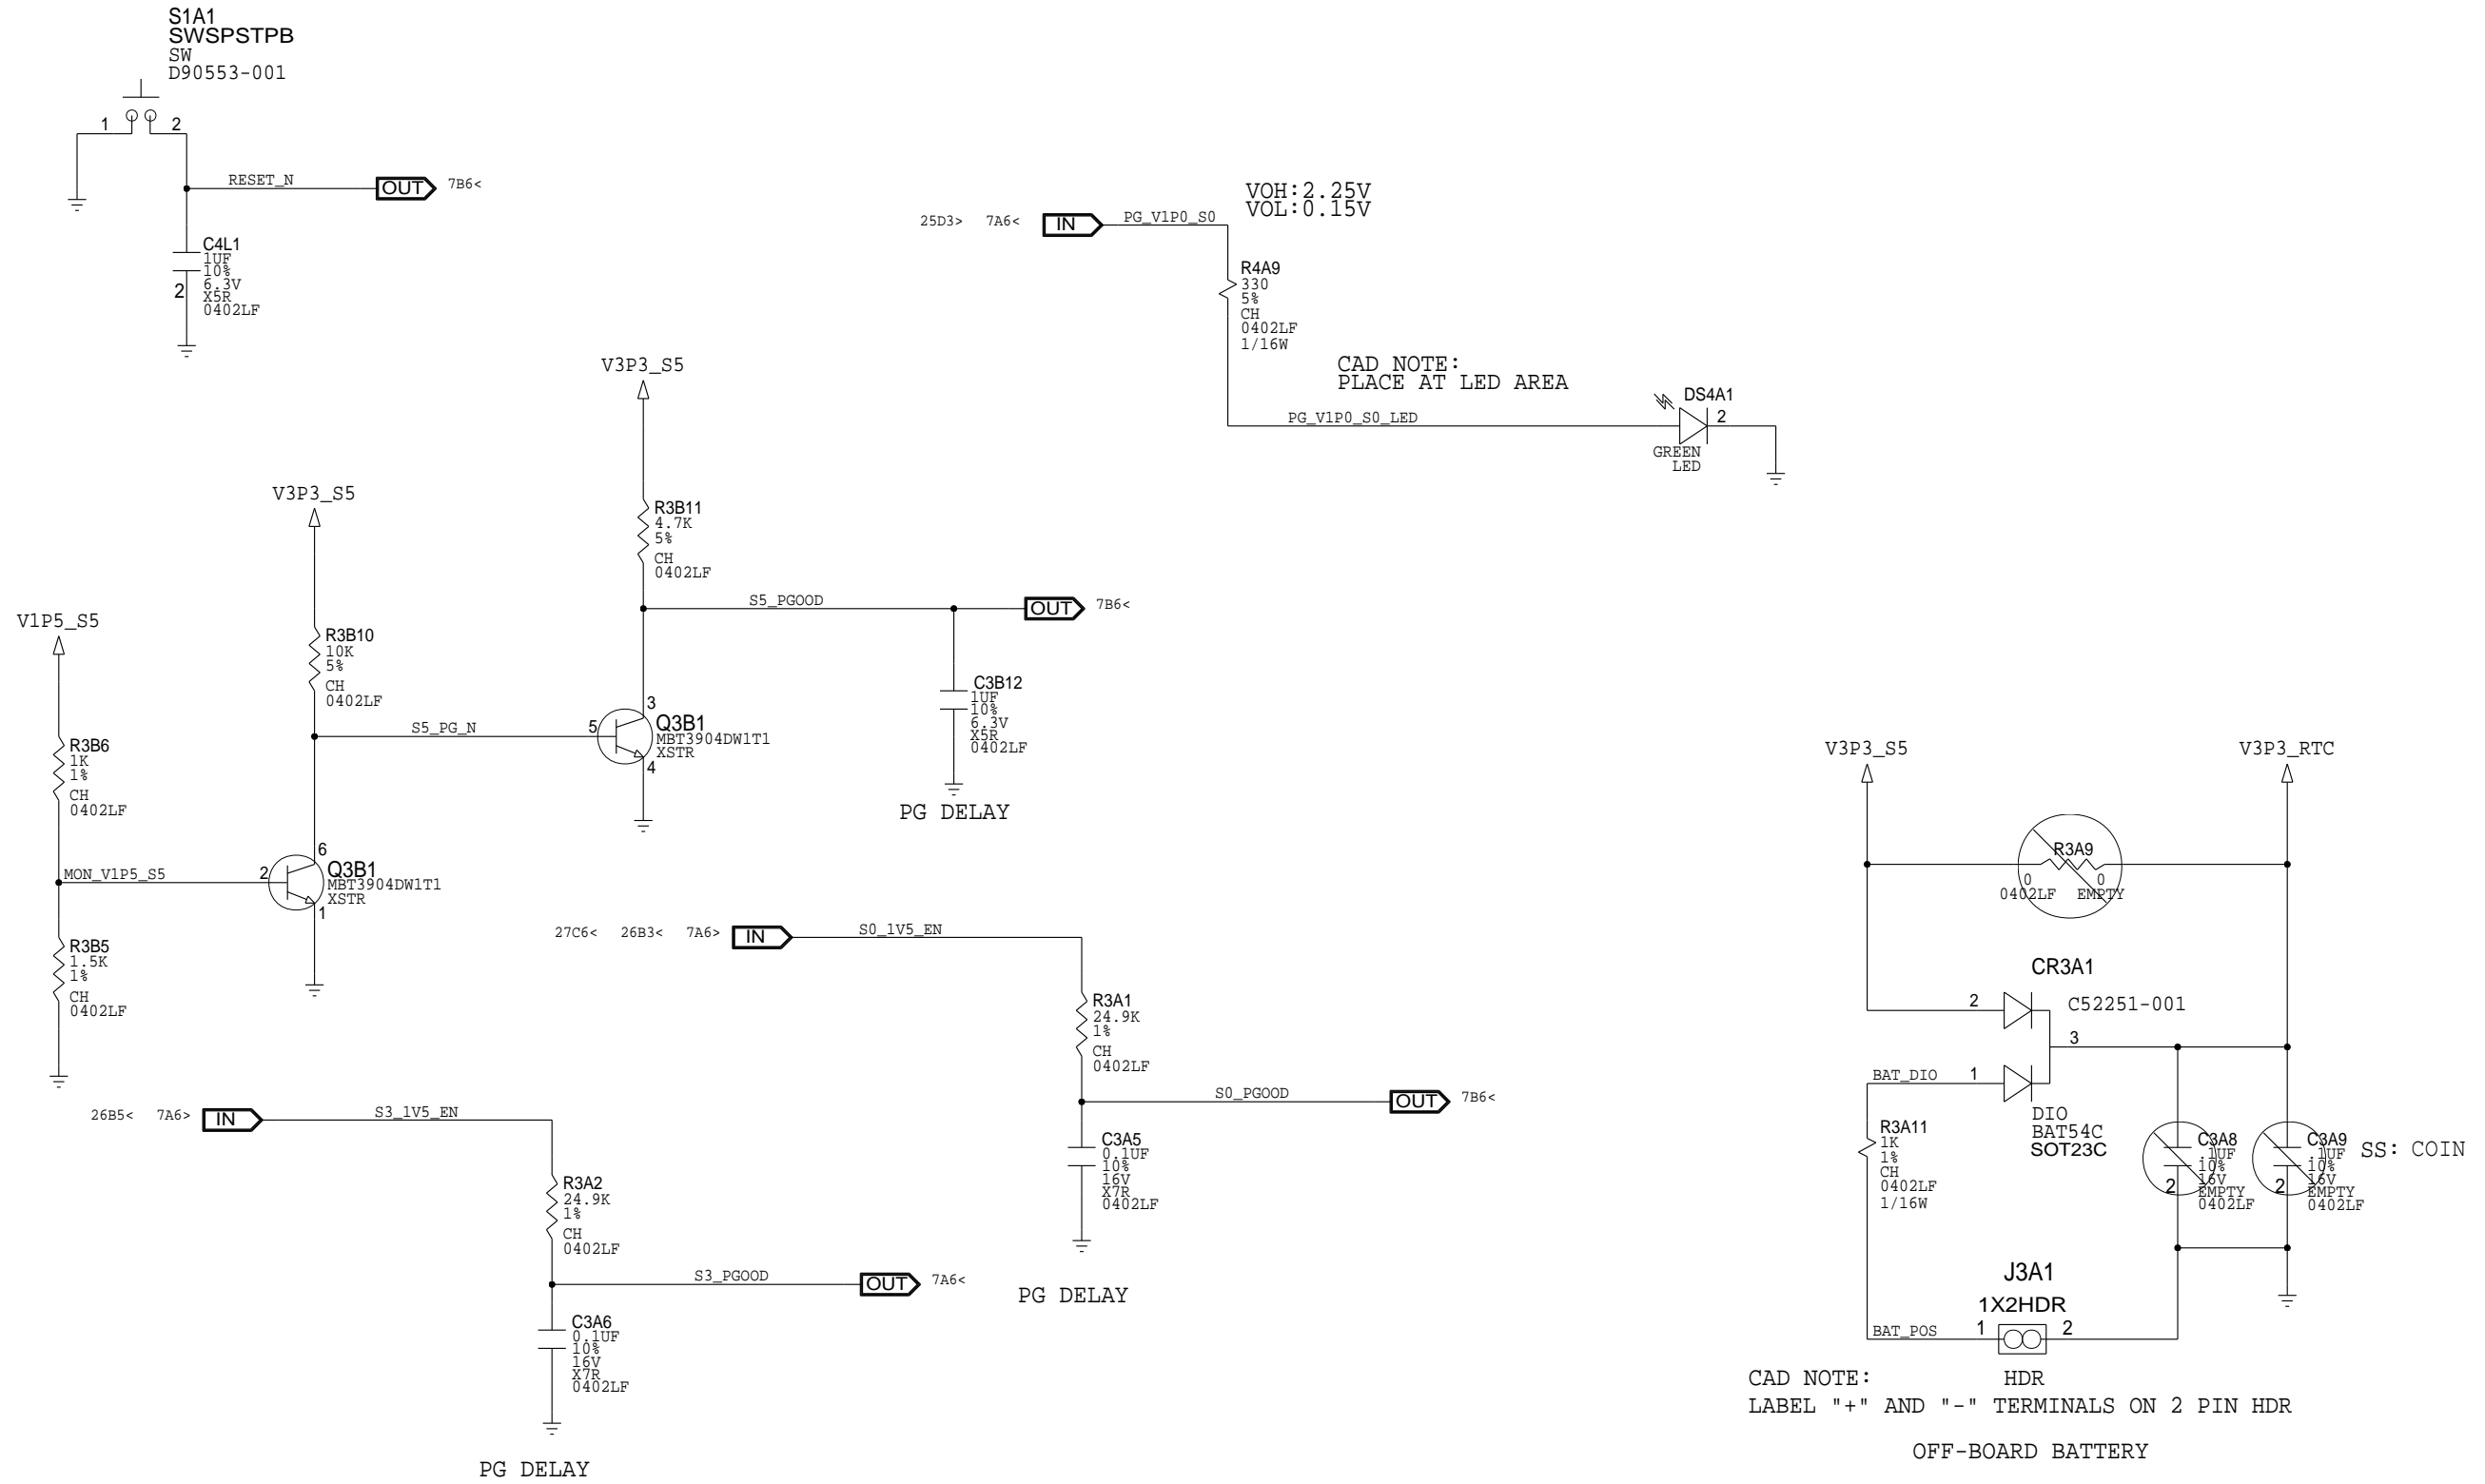 S1A1
SWSPSTPB
SW
D90553-001
1
2
RESET_N
OUT
7B6<
C4L1
1UF
10%
6.3V
X5R
0402LF
2
VOH:2.25V
VOL:0.15V
25D3> 7A6<
IN
PG_V1P0_S0
R4A9
330
5%
CH
0402LF
1/16W
CAD NOTE:
PLACE AT LED AREA
PG_V1P0_S0_LED
DS4A1
2
GREEN
LED
V3P3_S5
R3B11
4.7K
5%
CH
0402LF
S5_PGOOD
OUT
7B6<
C3B12
1UF
10%
6.3V
X5R
0402LF
PG DELAY
V3P3_S5
R3B10
10K
5%
CH
0402LF
S5_PG_N
5
3
Q3B1
MBT3904DW1T1
XSTR
4
V1P5_S5
R3B6
1K
1%
CH
0402LF
MON_V1P5_S5
2
6
Q3B1
MBT3904DW1T1
XSTR
1
R3B5
1.5K
1%
CH
0402LF
27C6< 26B3< 7A6>
IN
S0_1V5_EN
R3A1
24.9K
1%
CH
0402LF
S0_PGOOD
OUT
7B6<
C3A5
0.1UF
10%
16V
X7R
0402LF
PG DELAY
26B5< 7A6>
IN
S3_1V5_EN
R3A2
24.9K
1%
CH
0402LF
S3_PGOOD
OUT
7A6<
C3A6
0.1UF
10%
16V
X7R
0402LF
PG DELAY
V3P3_S5
V3P3_RTC
R3A9
0
0
0402LF
EMPTY
CR3A1
2
C52251-001
3
BAT_DIO
1
DIO
BAT54C
SOT23C
R3A11
1K
1%
CH
0402LF
1/16W
C3A8
.1UF
10%
16V
2
EMPTY
0402LF
C3A9
.1UF
10%
16V
2
EMPTY
0402LF
SS: COIN
J3A1
1X2HDR
BAT_POS
1
2
HDR
CAD NOTE:
LABEL "+" AND "-" TERMINALS ON 2 PIN HDR
OFF-BOARD BATTERY